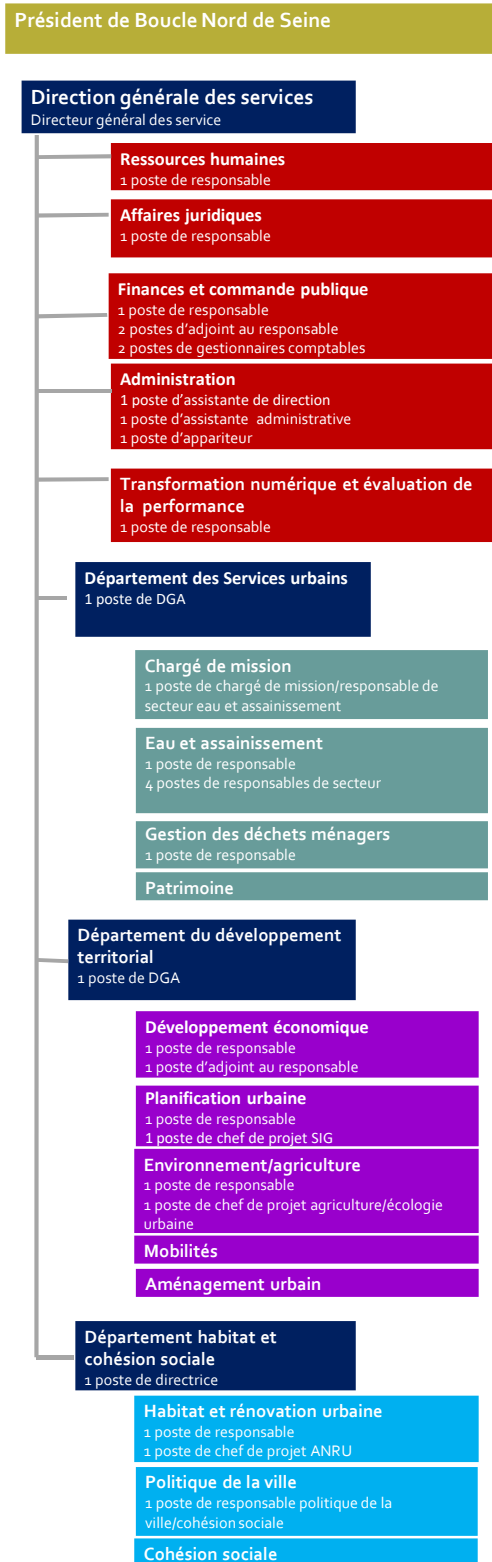 Président de Boucle Nord de Seine
Direction générale des services
Directeur général des service
Ressources humaines
1 poste de responsable
Affaires juridiques
1 poste de responsable
Finances et commande publique
1 poste de responsable
2 postes d'adjoint au responsable
2 postes de gestionnaires comptables
Administration
1 poste d'assistante de direction
1 poste d'assistante administrative
1 poste d'appariteur
Transformation numérique et évaluation de
la performance
1 poste de responsable
Département des Services urbains
1 poste de DGA
Chargé de mission
1 poste de chargé de mission/responsable de
secteur eau et assainissement
Eau et assainissement
1 poste de responsable
4 postes de responsables de secteur
Gestion des déchets ménagers
1 poste de responsable
Patrimoine
Département du développement
territorial
1 poste de DGA
Développement économique
1 poste de responsable
1 poste d'adjoint au responsable
Planification urbaine
1 poste de responsable
1 poste de chef de projet SIG
Environnement/agriculture
1 poste de responsable
1 poste de chef de projet agriculture/écologie
urbaine
Mobilités
Aménagement urbain
Département habitat et
cohésion sociale
1 poste de directrice
Habitat et rénovation urbaine
1 poste de responsable
1 poste de chef de projet ANRU
Politique de la ville
1 poste de responsable politique de la
ville/cohésion sociale
Cohésion sociale